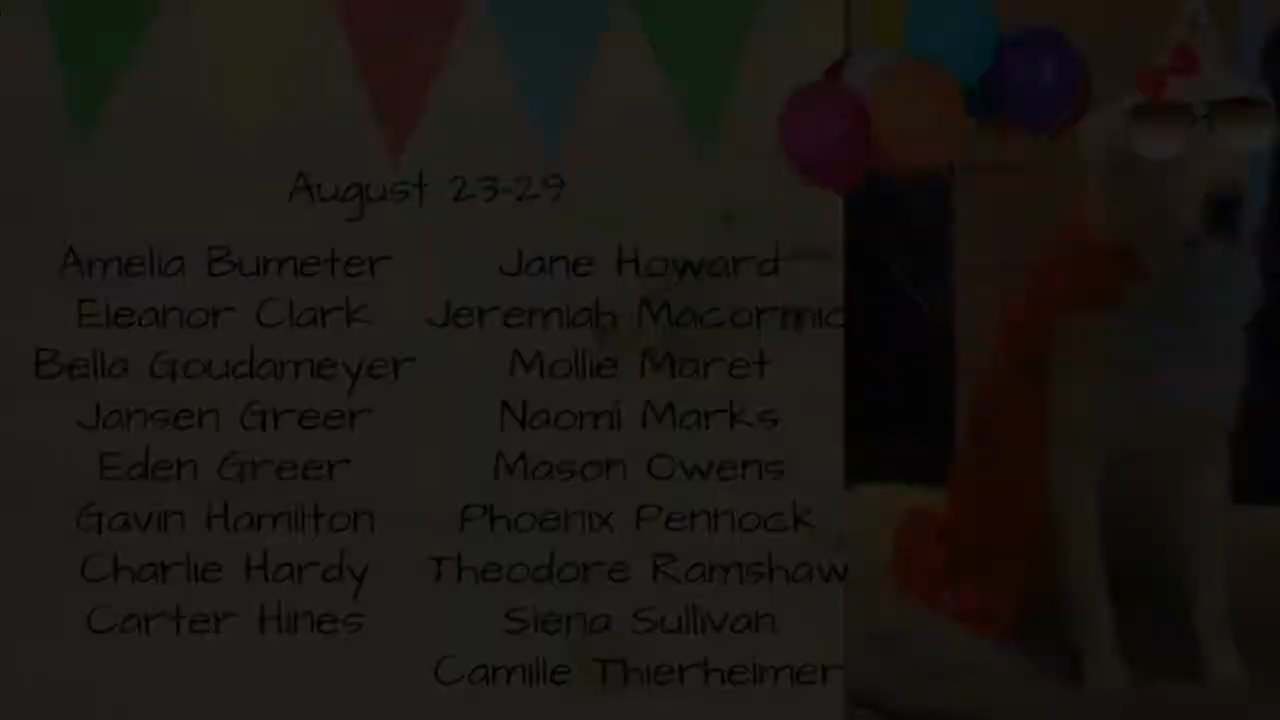 August 23-29
Amelia Bumeter
Eleanor Clark
Bella Goudameyer
Jansen Greer
Eden Greer
Gavin Hamilton
Charlie Hardy
Carter Hines
Jane Howard
Jeremiah Macormic
Mollie Maret
Naomi Marks
Mason Owens
Phoenix Pennock
Theodore Ramshaw
Siena Sullivan
Camille Thierheimer